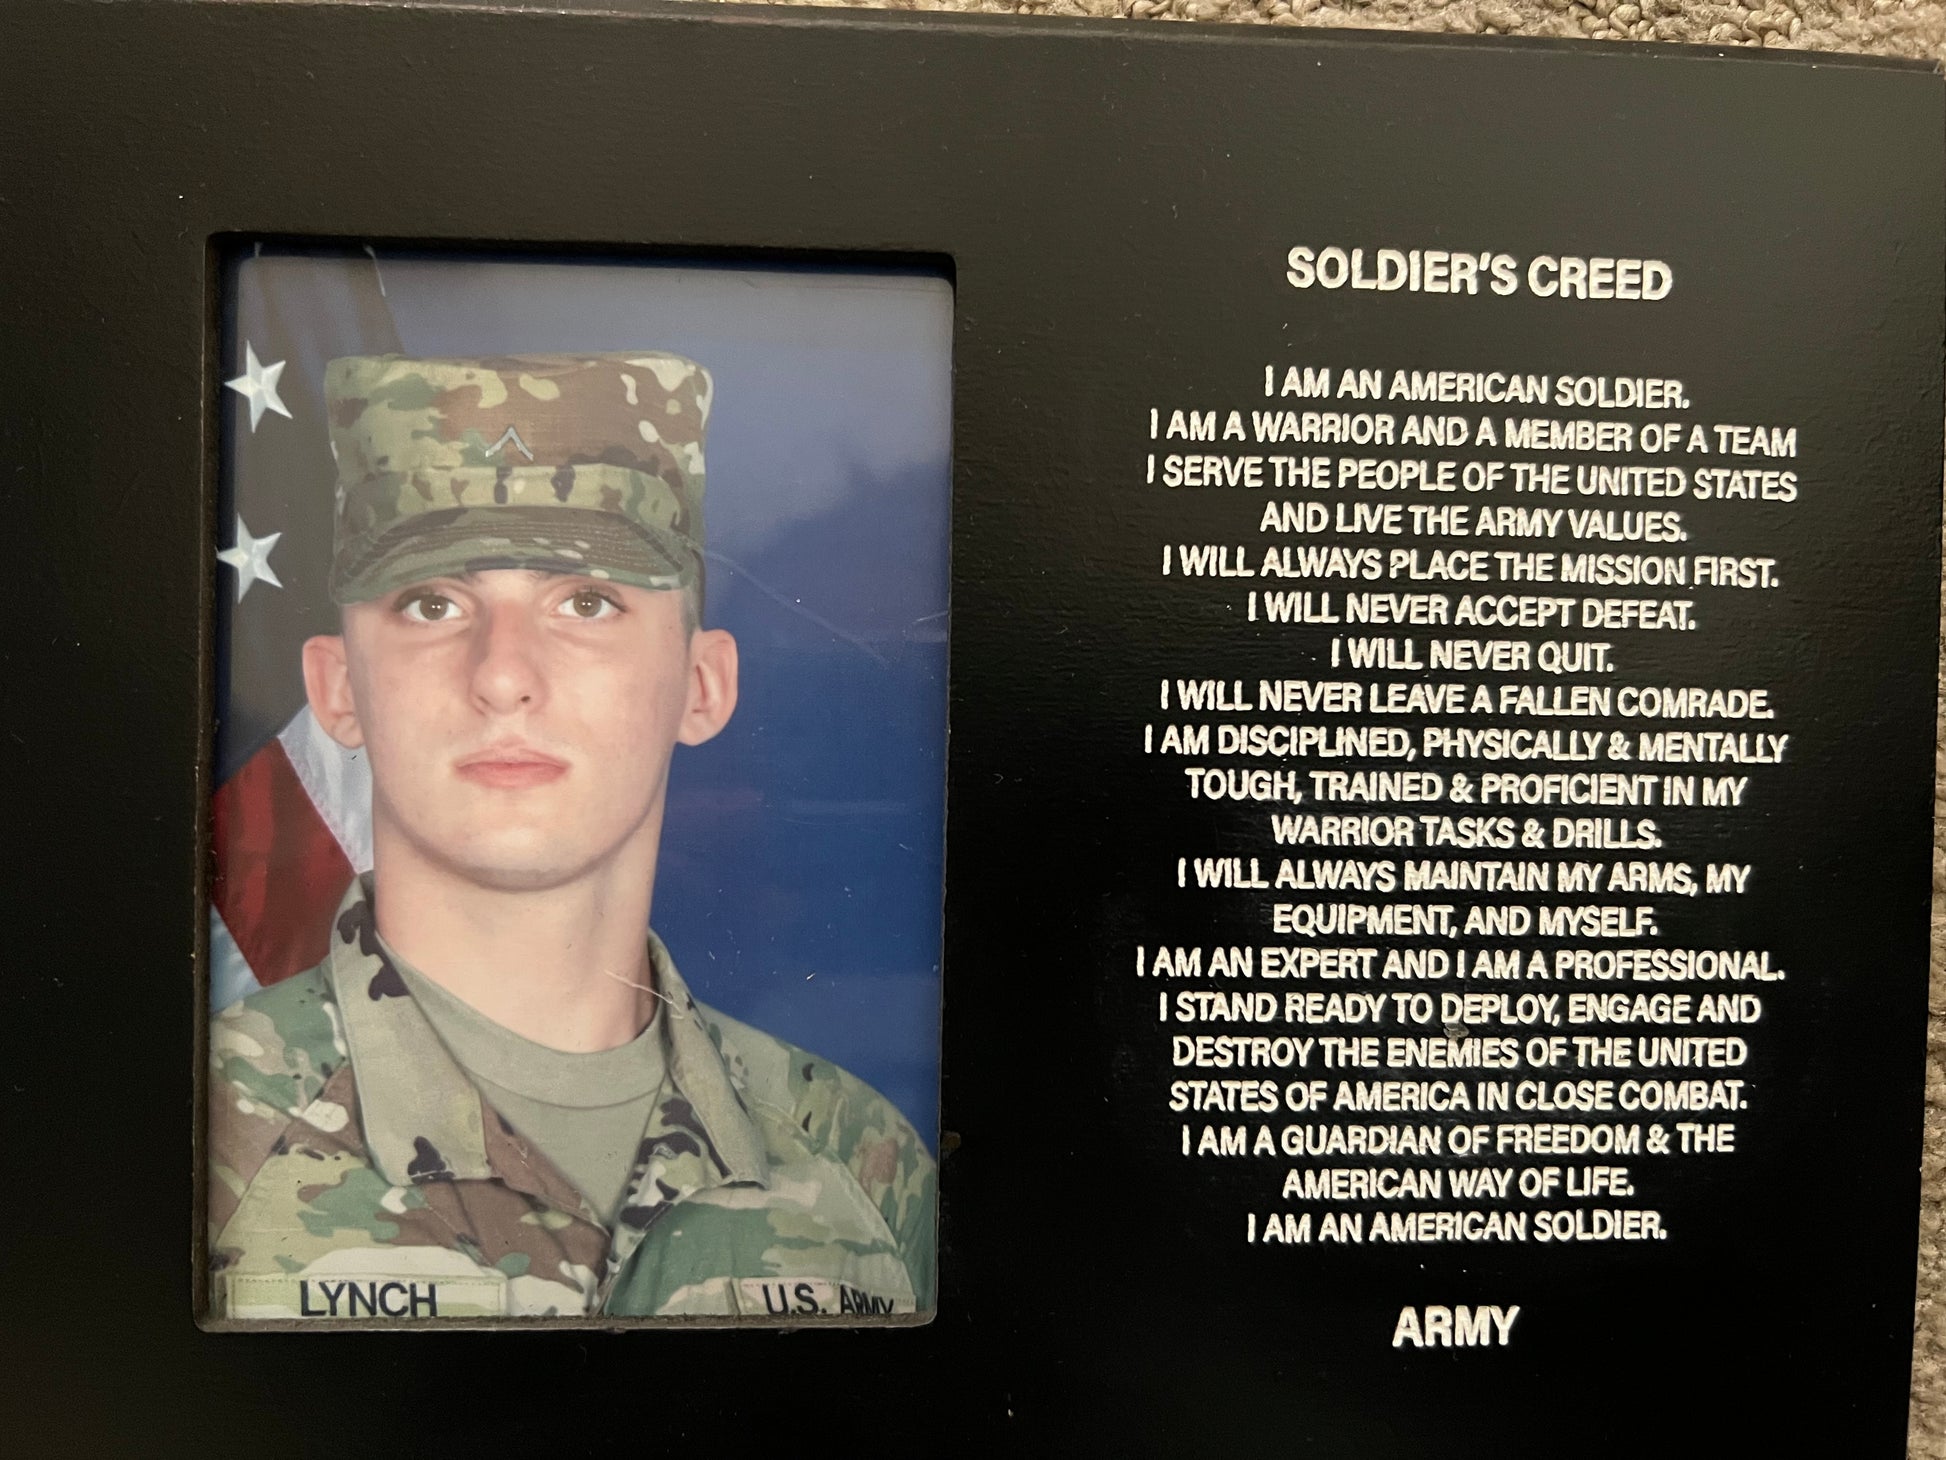 SOLDIER'S CREED
I AM AN AMERICAN SOLDIER.
I AM A WARRIOR AND A MEMBER OF A TEAM
I SERVE THE PEOPLE OF THE UNITED STATES
AND LIVE THE ARMY VALUES.
I WILL ALWAYS PLACE THE MISSION FIRST.
I WILL NEVER ACCEPT DEFEAT.
I WILL NEVER QUIT.
I WILL NEVER LEAVE A FALLEN COMRADE.
I AM DISCIPLINED, PHYSICALLY & MENTALLY
TOUGH, TRAINED & PROFICIENT IN MY
WARRIOR TASKS & DRILLS.
I WILL ALWAYS MAINTAIN MY ARMS, MY
EQUIPMENT, AND MYSELF.
I AM AN EXPERT AND I AM A PROFESSIONAL.
I STAND READY TO DEPLOY, ENGAGE AND
DESTROY THE ENEMIES OF THE UNITED
STATES OF AMERICA IN CLOSE COMBAT.
I AM A GUARDIAN OF FREEDOM & THE
AMERICAN WAY OF LIFE.
I AM AN AMERICAN SOLDIER.
ARMY
LYNCH
U.S. ARMY